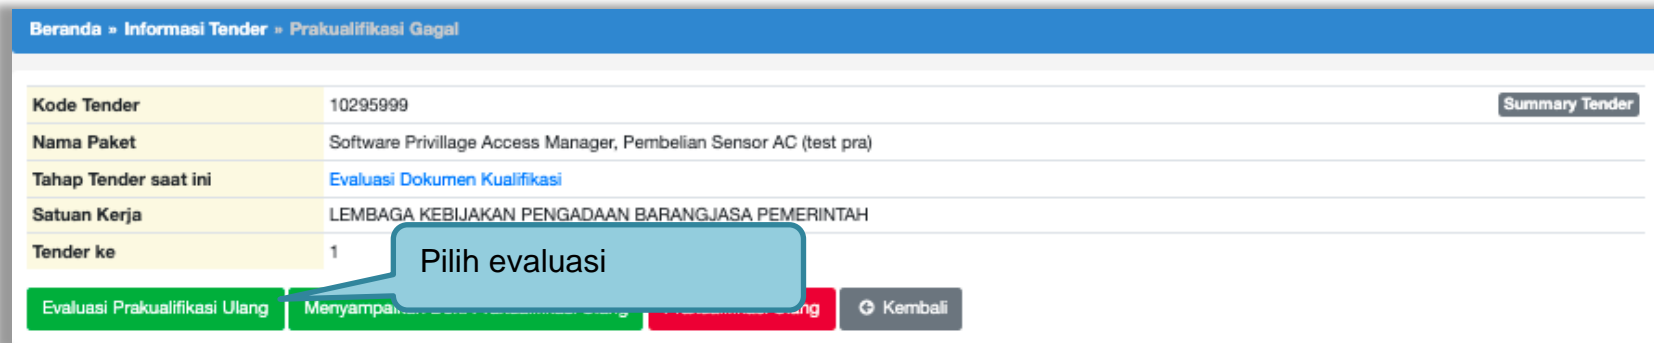 Beranda » Informasi Tender » Prakualifikasi Gagal
Kode Tender 10295999 Summary Tender
Nama Paket Software Privillage Access Manager, Pembelian Sensor AC (test pra)
Tahap Tender saat ini Evaluasi Dokumen Kualifikasi
Satuan Kerja LEMBAGA KEBIJAKAN PENGADAAN BARANGJASA PEMERINTAH
Tender ke 1
Pilih evaluasi
Evaluasi Prakualifikasi Ulang Kembali